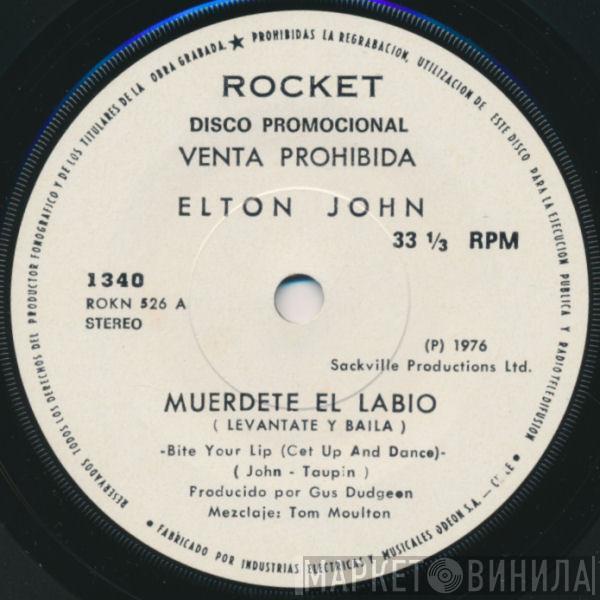 RESERVADOS TODOS LOS DERECHOS DEL PRODUCTOR FONOGRAFICO Y DE LOS TITULARES DE LA OBRA GRABADA. ★ PROHIBIDAS LA REGRABACION, UTILIZACION DE ESTE DISCO PARA LA EJECUCION PUBLICA Y RADIOTELEDIFUSION
ROCKET
DISCO PROMOCIONAL
VENTA PROHIBIDA
ELTON JOHN
33 1/3 RPM
1340
ROKN 526 A
STEREO
(P) 1976
Sackville Productions Ltd.
MUERDETE EL LABIO
( LEVANTATE Y BAILA )
-Bite Your Lip (Cet Up And Dance)-
( John - Taupin )
Producido por Gus Dudgeon
Mezclaje: Tom Moulton
• FABRICADO POR INDUSTRIAS ELECTRICAS Y MUSICALES ODEON S.A. – CHILE •
МАРКЕТ ВИНИЛА